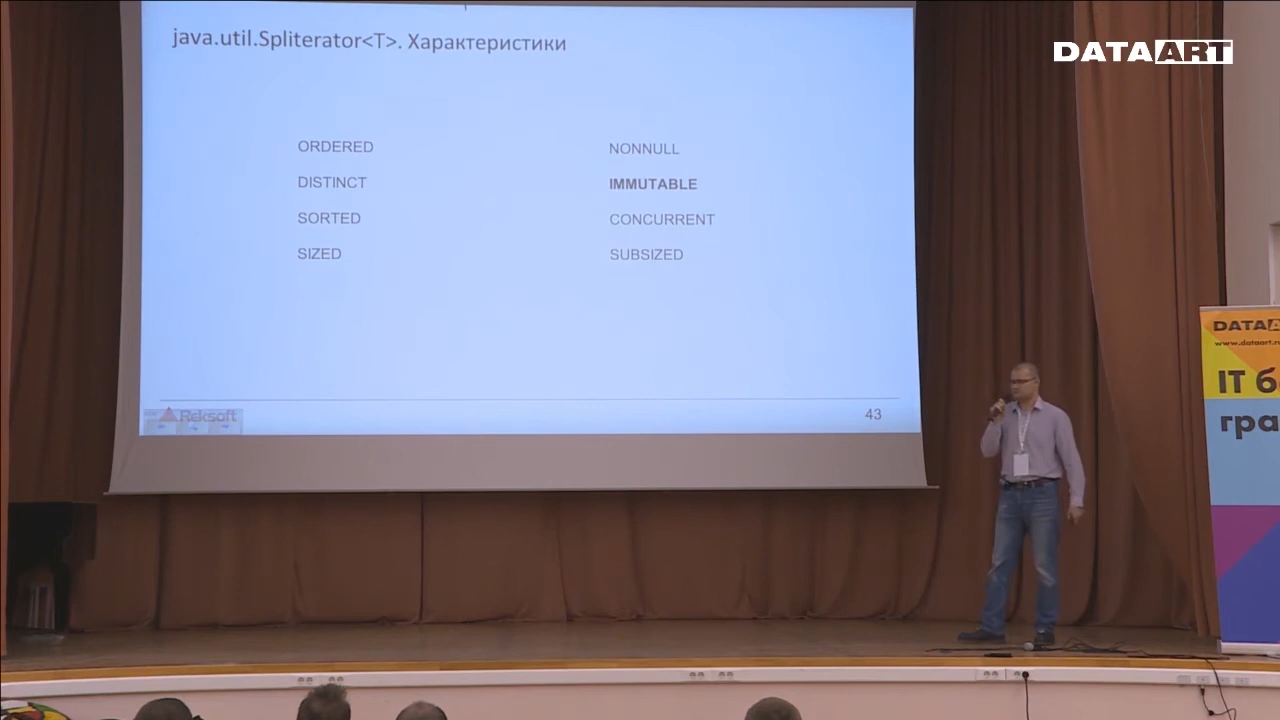 java.util.Spliterator<T>. Характеристики
ORDERED
DISTINCT
SORTED
SIZED
NONNULL
IMMUTABLE
CONCURRENT
SUBSIZED
Reksoft
43
DATAART
DATAA
www.dataart.ru
IT б
гра